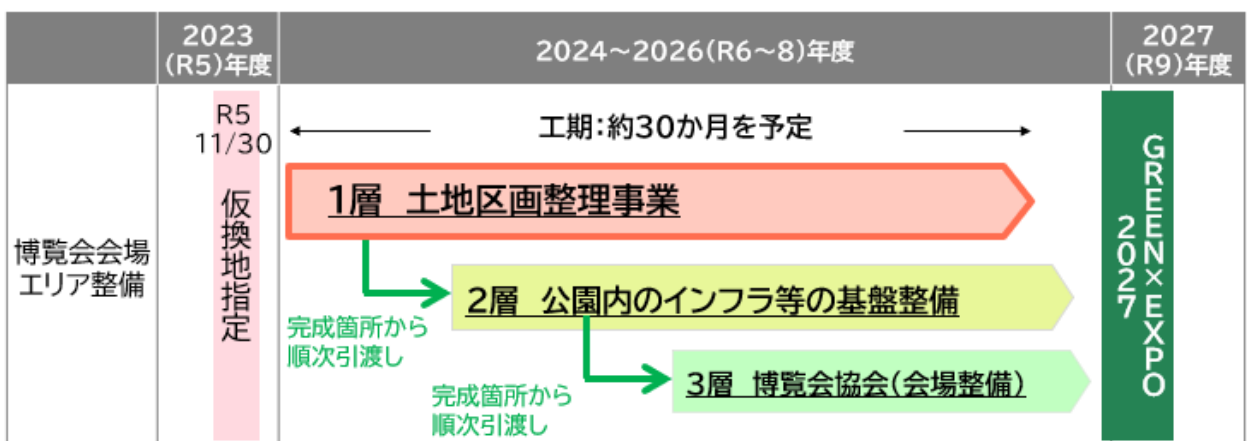 2023
(R5)年度
2024～2026(R6～8)年度
2027
(R9)年度
博覧会会場
エリア整備
R5
11/30
仮換地指定
工期：約30か月を予定
1層　土地区画整理事業
完成箇所から
順次引渡し
2層　公園内のインフラ等の基盤整備
完成箇所から
順次引渡し
3層　博覧会協会(会場整備)
GREEN×EXPO
2027